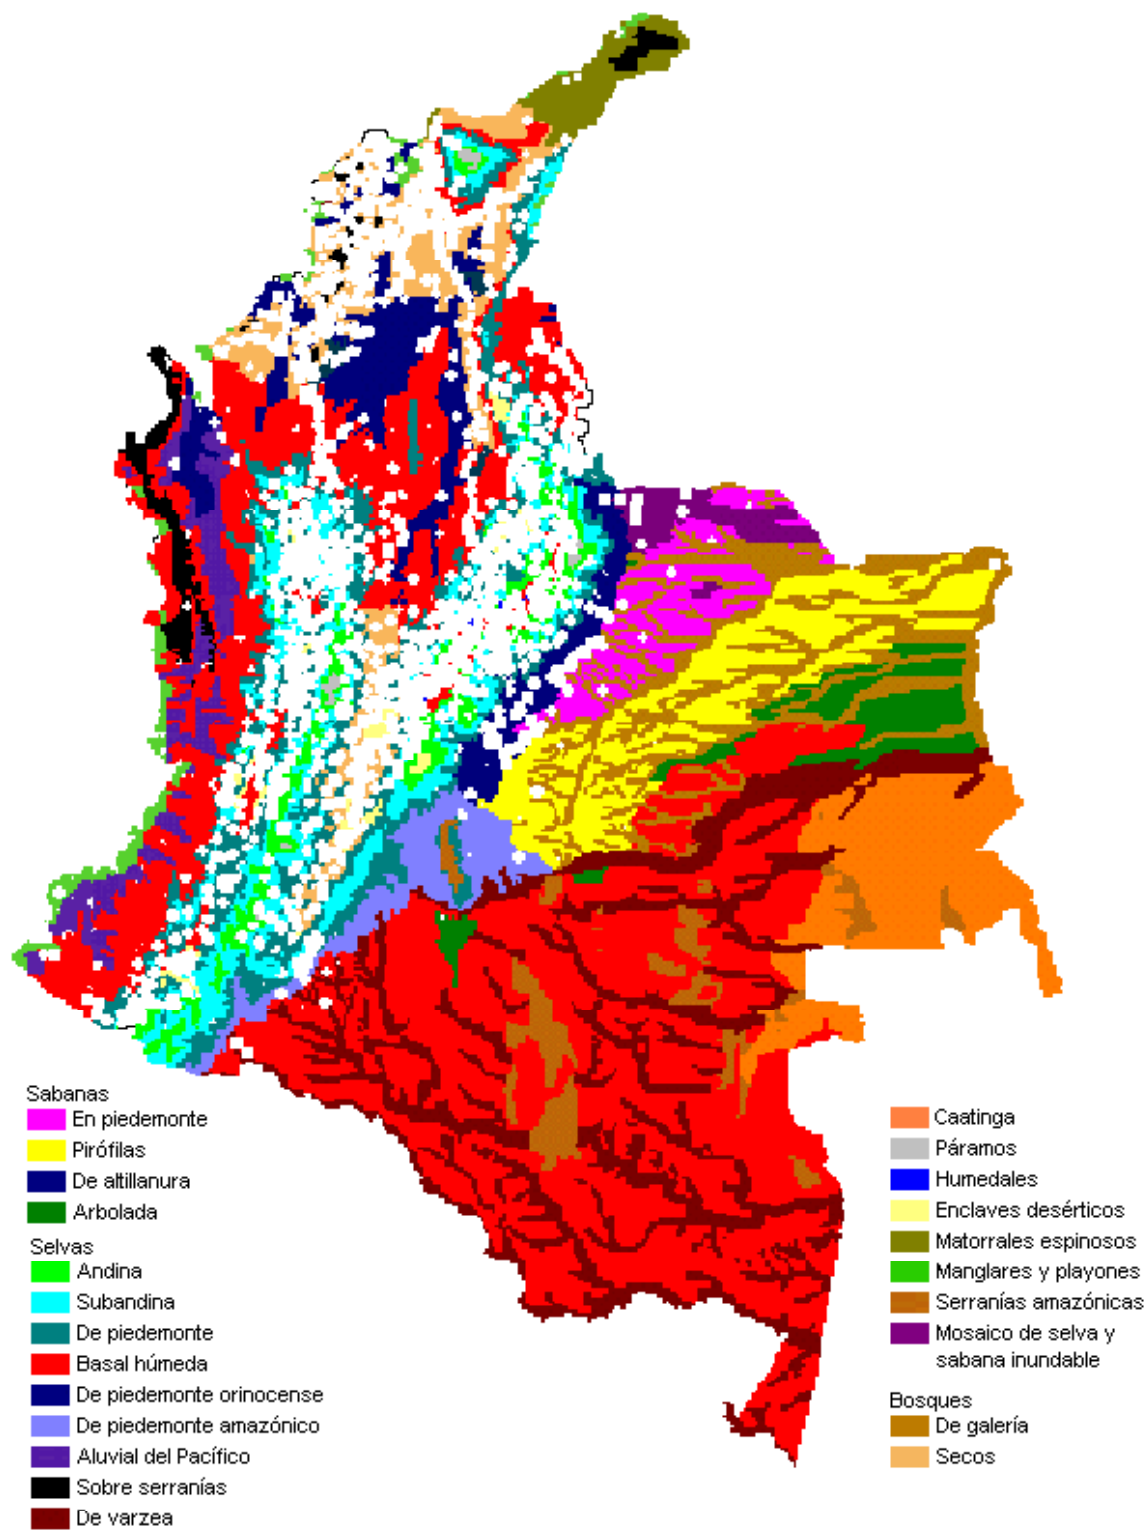 Sabanas
En piedemonte
Pirófilas
De altillanura
Arbolada
Selvas
Andina
Subandina
De piedemonte
Basal húmeda
De piedemonte orinocense
De piedemonte amazónico
Aluvial del Pacífico
Sobre serranías
De varzea
Caatinga
Páramos
Humedales
Enclaves desérticos
Matorrales espinosos
Manglares y playones
Serranías amazónicas
Mosaico de selva y
sabana inundable
Bosques
De galería
Secos